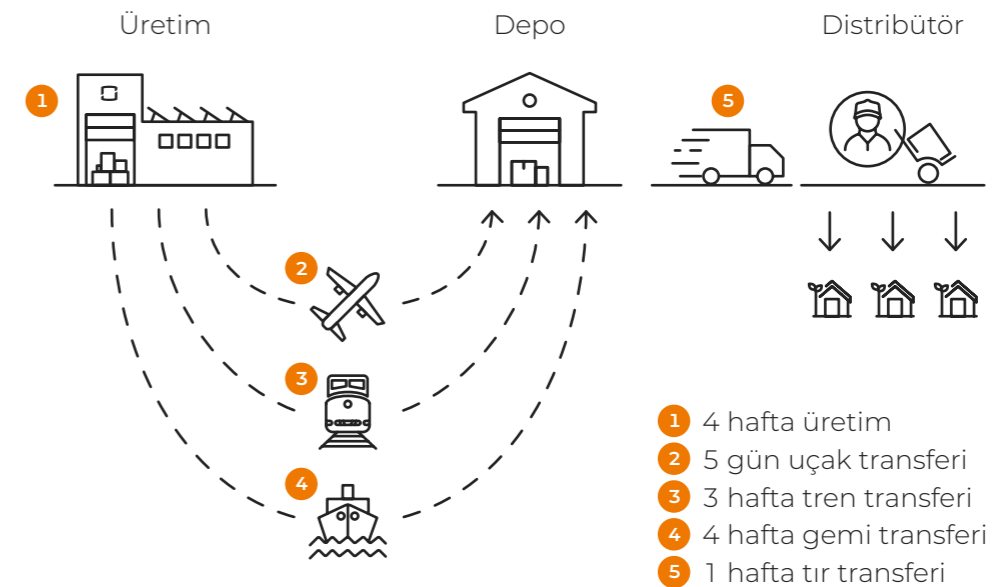 Üretim
Depo
Distribütör
1
5
2
3
4
1 4 hafta üretim
2 5 gün uçak transferi
3 3 hafta tren transferi
4 4 hafta gemi transferi
5 1 hafta tır transferi